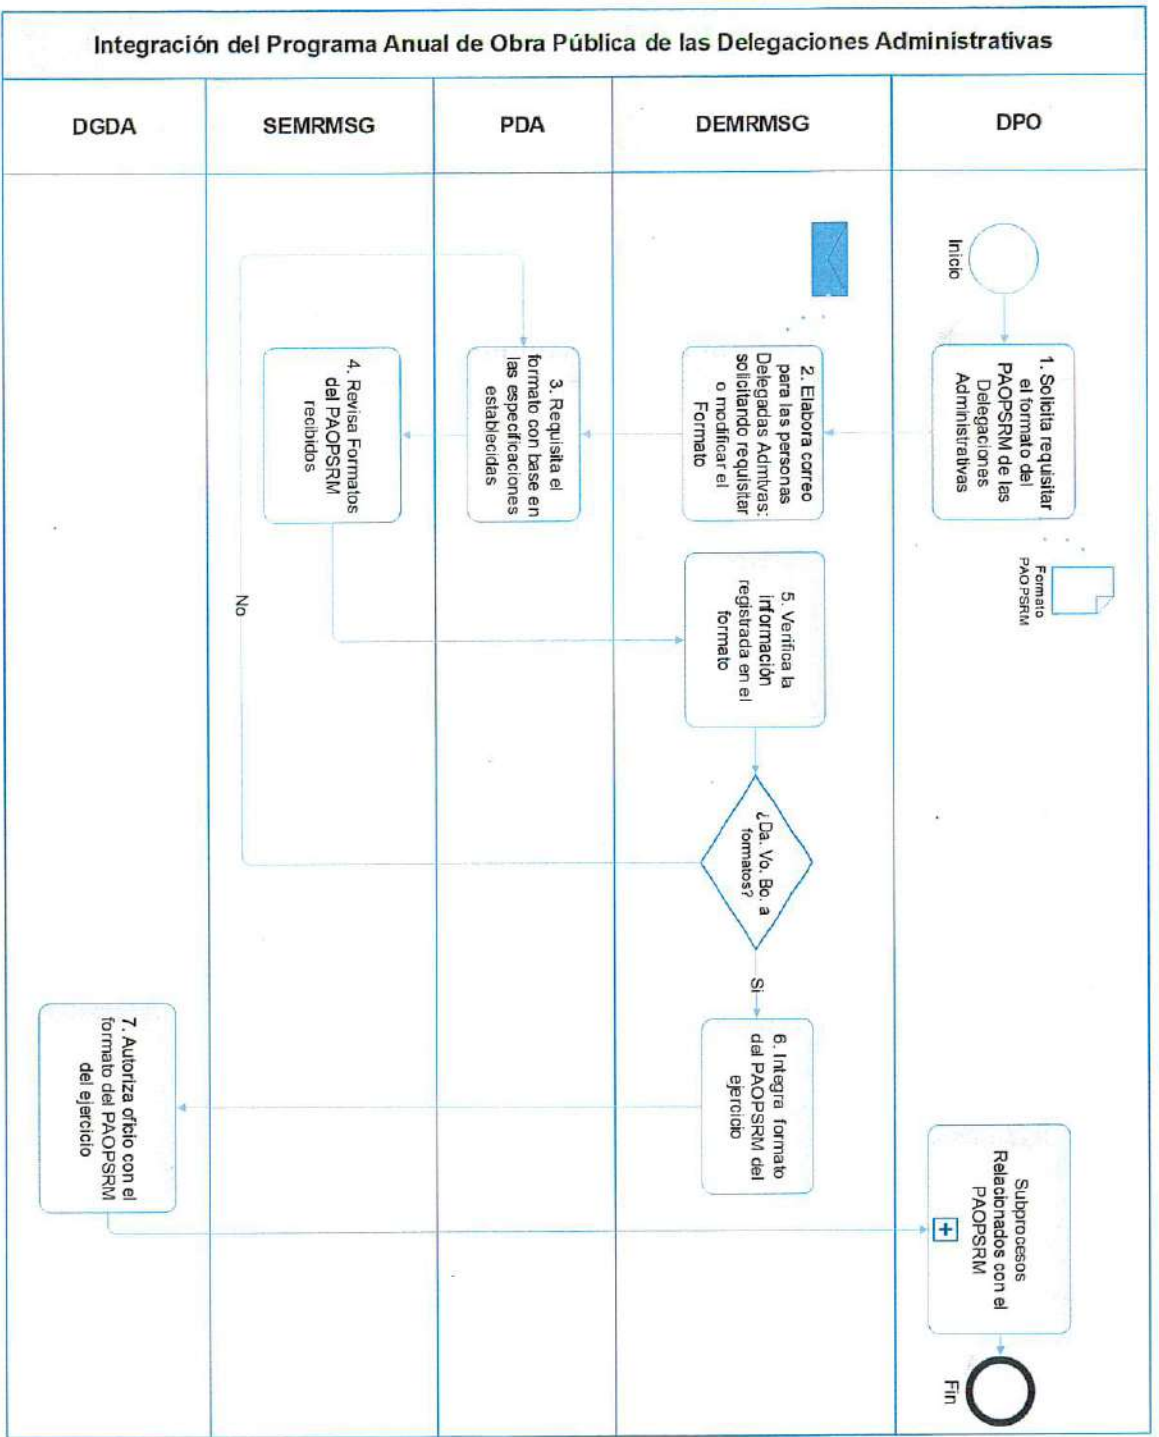 Integración del Programa Anual de Obra Pública de las Delegaciones Administrativas
DGDA
SEMRMSG
PDA
DEMRMSG
DPO
Inicio
1. Solicita requisitar
el formato del
PAOPSRM de las
Delegaciones
Administrativas
Formato
PAOPSRM
2. Elabora correo
para las personas
Delegadas Admtvas:
solicitando requisitar
o modificar el
Formato
3. Requisita el
formato con base en
las especificaciones
establecidas
4. Revisa Formatos
del PAOPSRM
recibidos
5. Verifica la
información
registrada en el
formato
¿Da. Vo. Bo. a
formatos?
No
Si
6. Integra formato
del PAOPSRM del
ejercicio
7. Autoriza oficio con el
formato del PAOPSRM
del ejercicio
Subprocesos
Relacionados con el
PAOPSRM
Fin